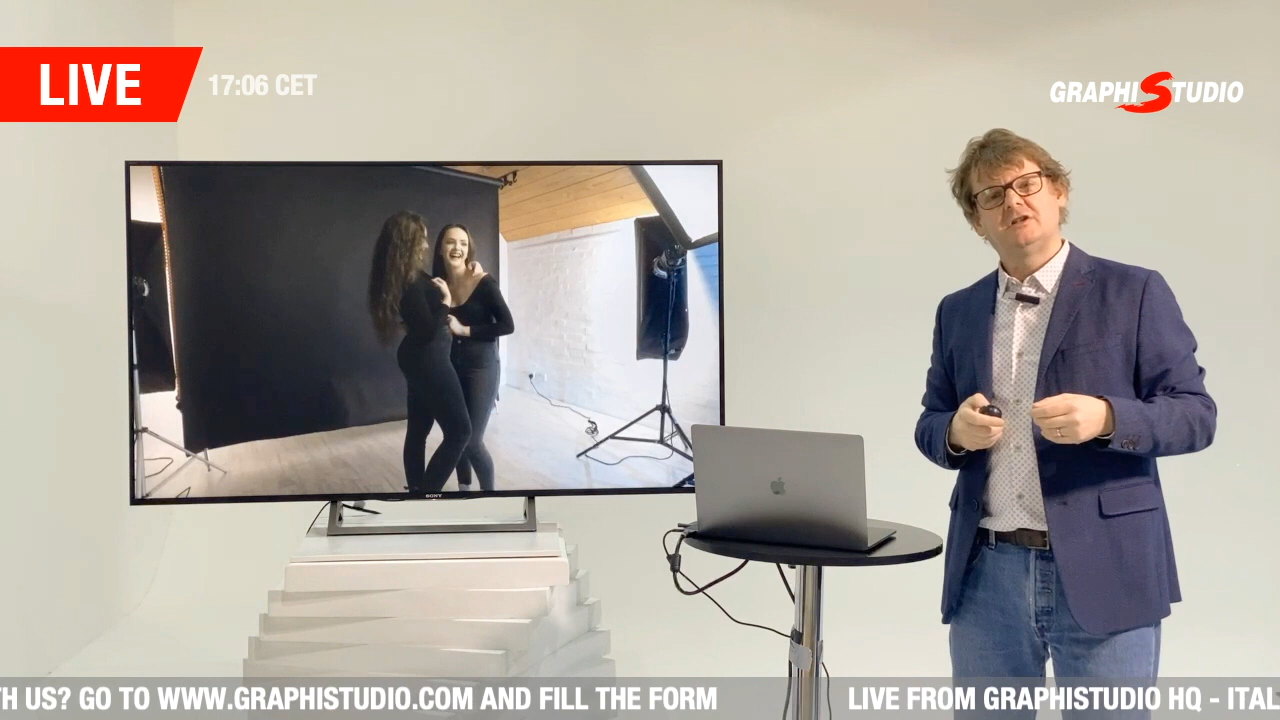 LIVE
17:06 CET
GRAPHISTUDIO
SONY
TH US? GO TO WWW.GRAPHISTUDIO.COM AND FILL THE FORM
LIVE FROM GRAPHISTUDIO HQ - ITAL